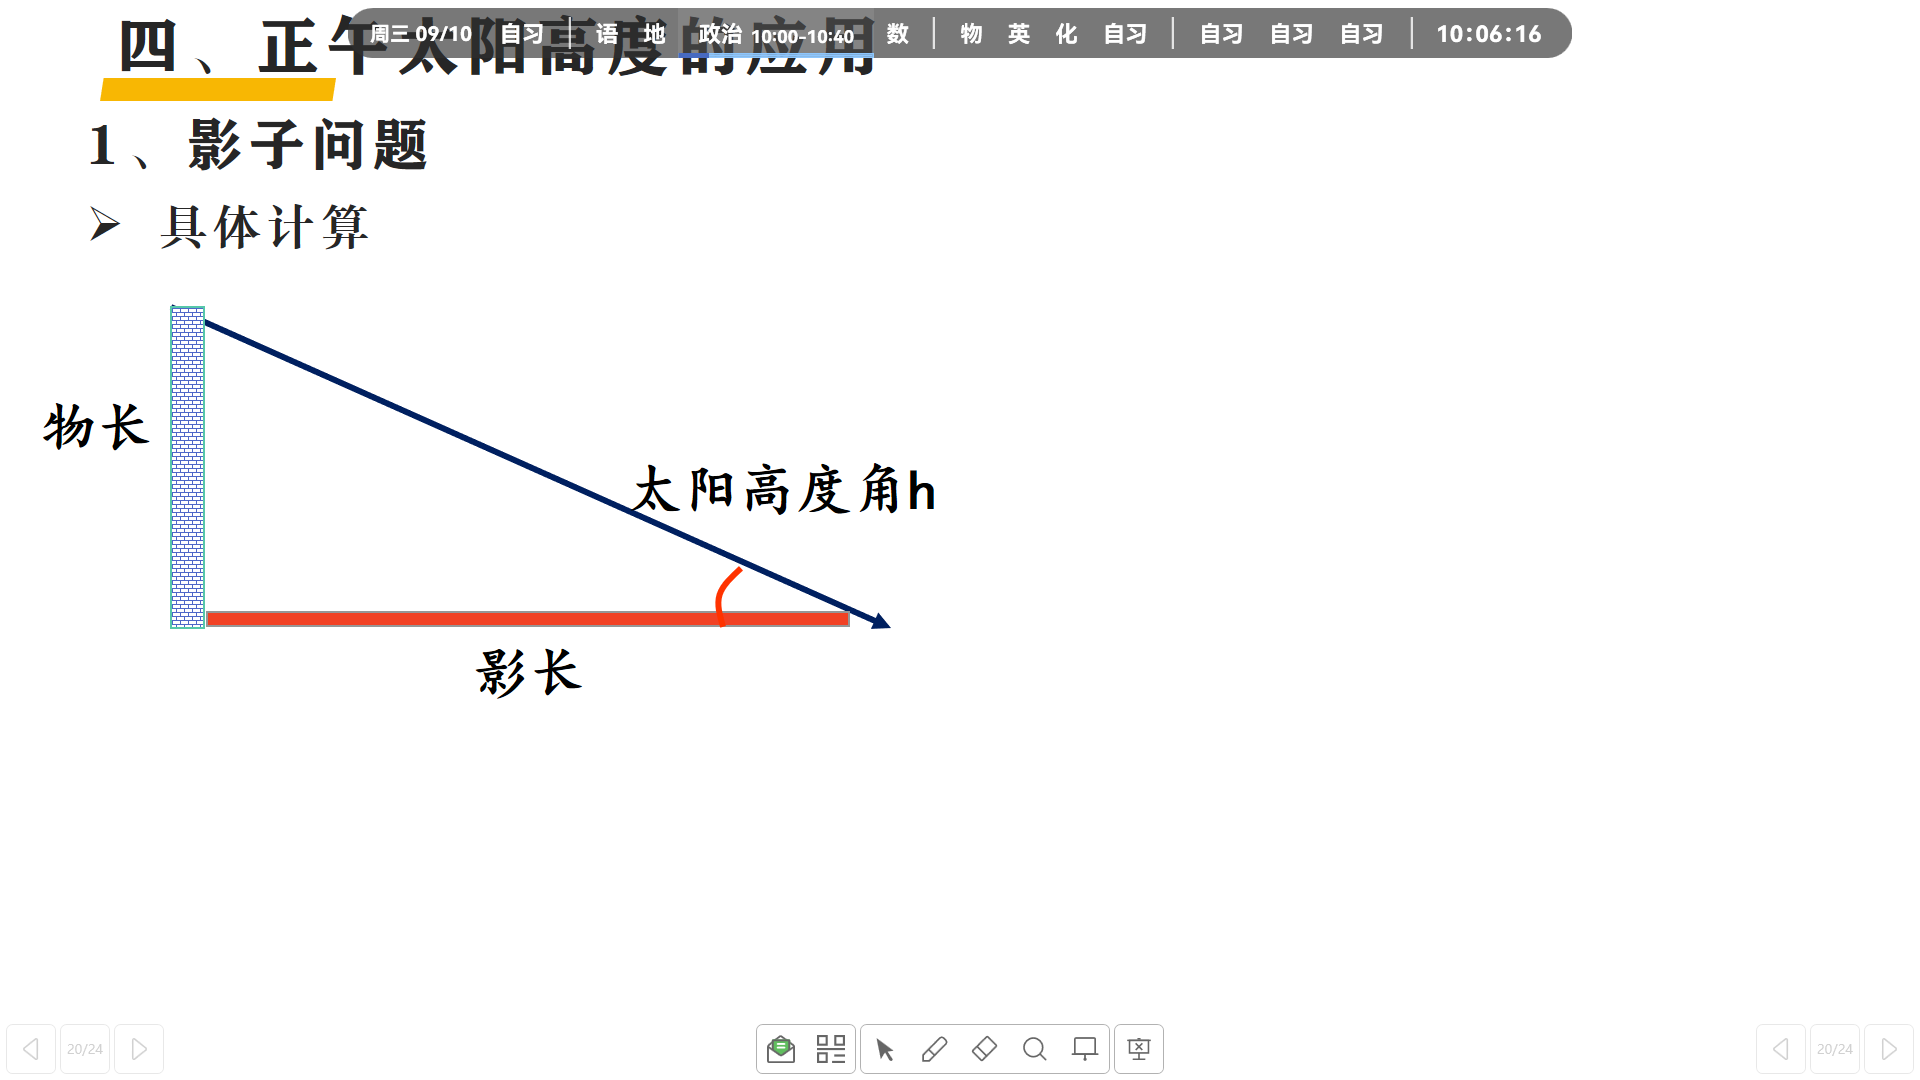 四、正午太阳高度的应用
周三 09/10 自习 语 地 政治 10:00-10:40 数 物 英 化 自习 自习 自习 自习 10:06:16
1、影子问题
➢ 具体计算
物长
太阳高度角h
影长
20/24
20/24